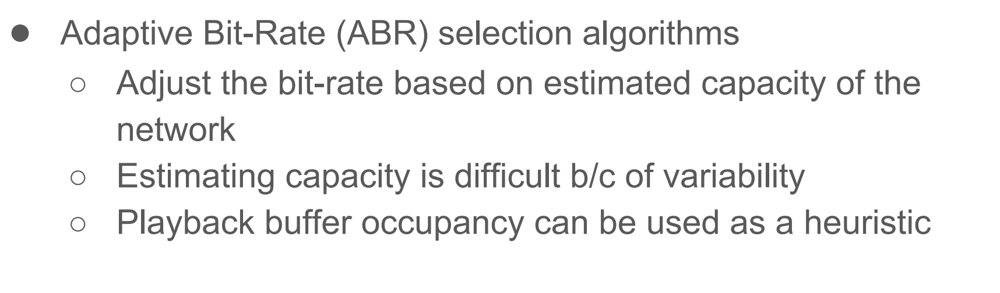 ● Adaptive Bit-Rate (ABR) selection algorithms
○ Adjust the bit-rate based on estimated capacity of the
network
○ Estimating capacity is difficult b/c of variability
○ Playback buffer occupancy can be used as a heuristic